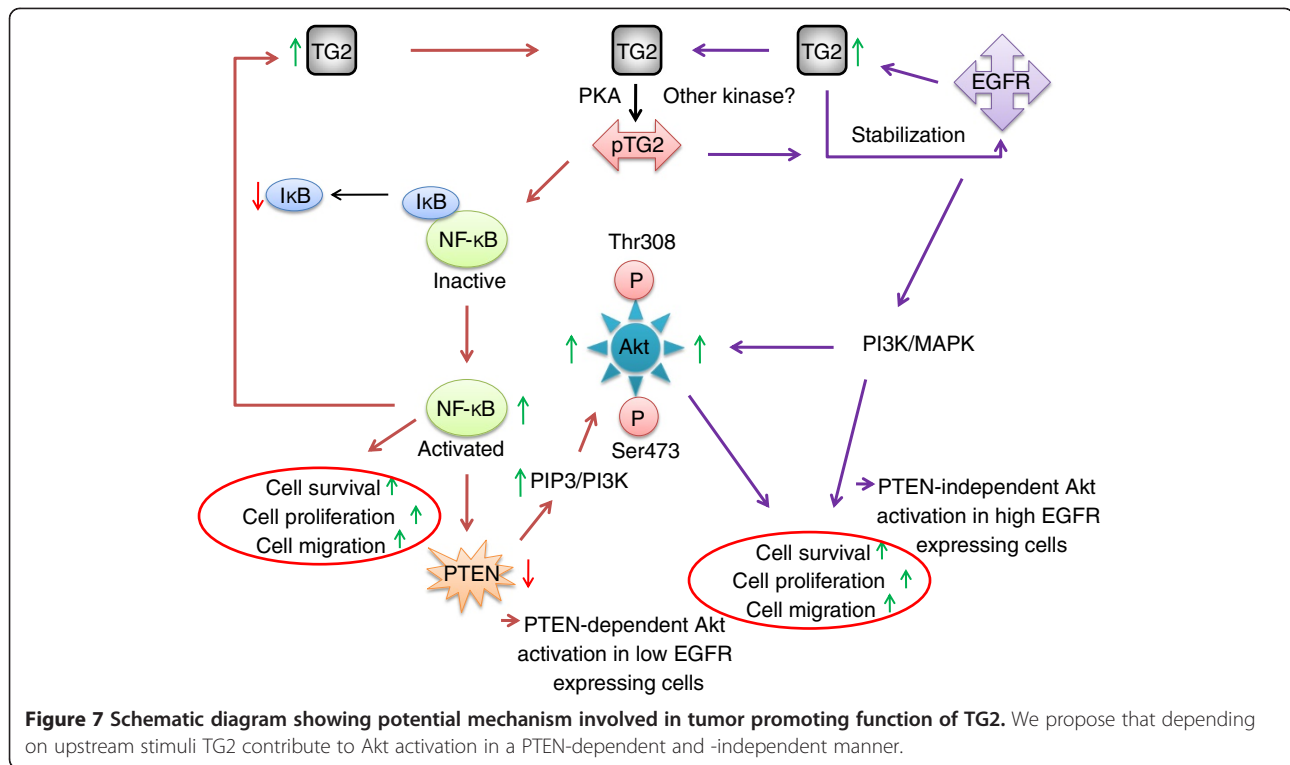 TG2
TG2
TG2
EGFR
PKA
Other kinase?
Stabilization
pTG2
IκB
IκB
NF-κB
Inactive
Thr308
P
Akt
PI3K/MAPK
P
Ser473
NF-κB
Activated
PIP3/PI3K
Cell survival
Cell proliferation
Cell migration
PTEN
PTEN-independent Akt
activation in high EGFR
expressing cells
Cell survival
Cell proliferation
Cell migration
PTEN-dependent Akt
activation in low EGFR
expressing cells
Figure 7 Schematic diagram showing potential mechanism involved in tumor promoting function of TG2. We propose that depending
on upstream stimuli TG2 contribute to Akt activation in a PTEN-dependent and -independent manner.